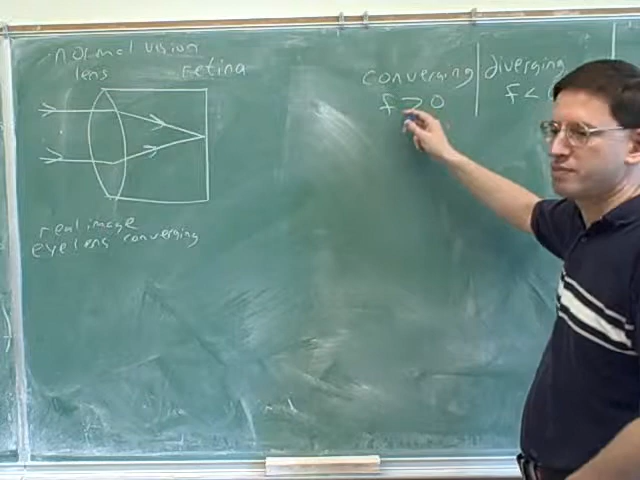 normal vision
lens retina
real image
eye lens converging
converging
f > 0
diverging
f <